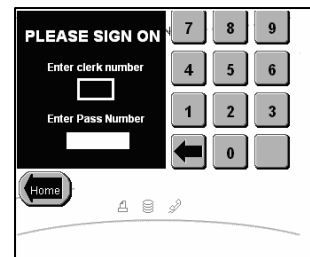 PLEASE SIGN ON
Enter clerk number
Enter Pass Number
7 8 9
4 5 6
1 2 3
0
Home